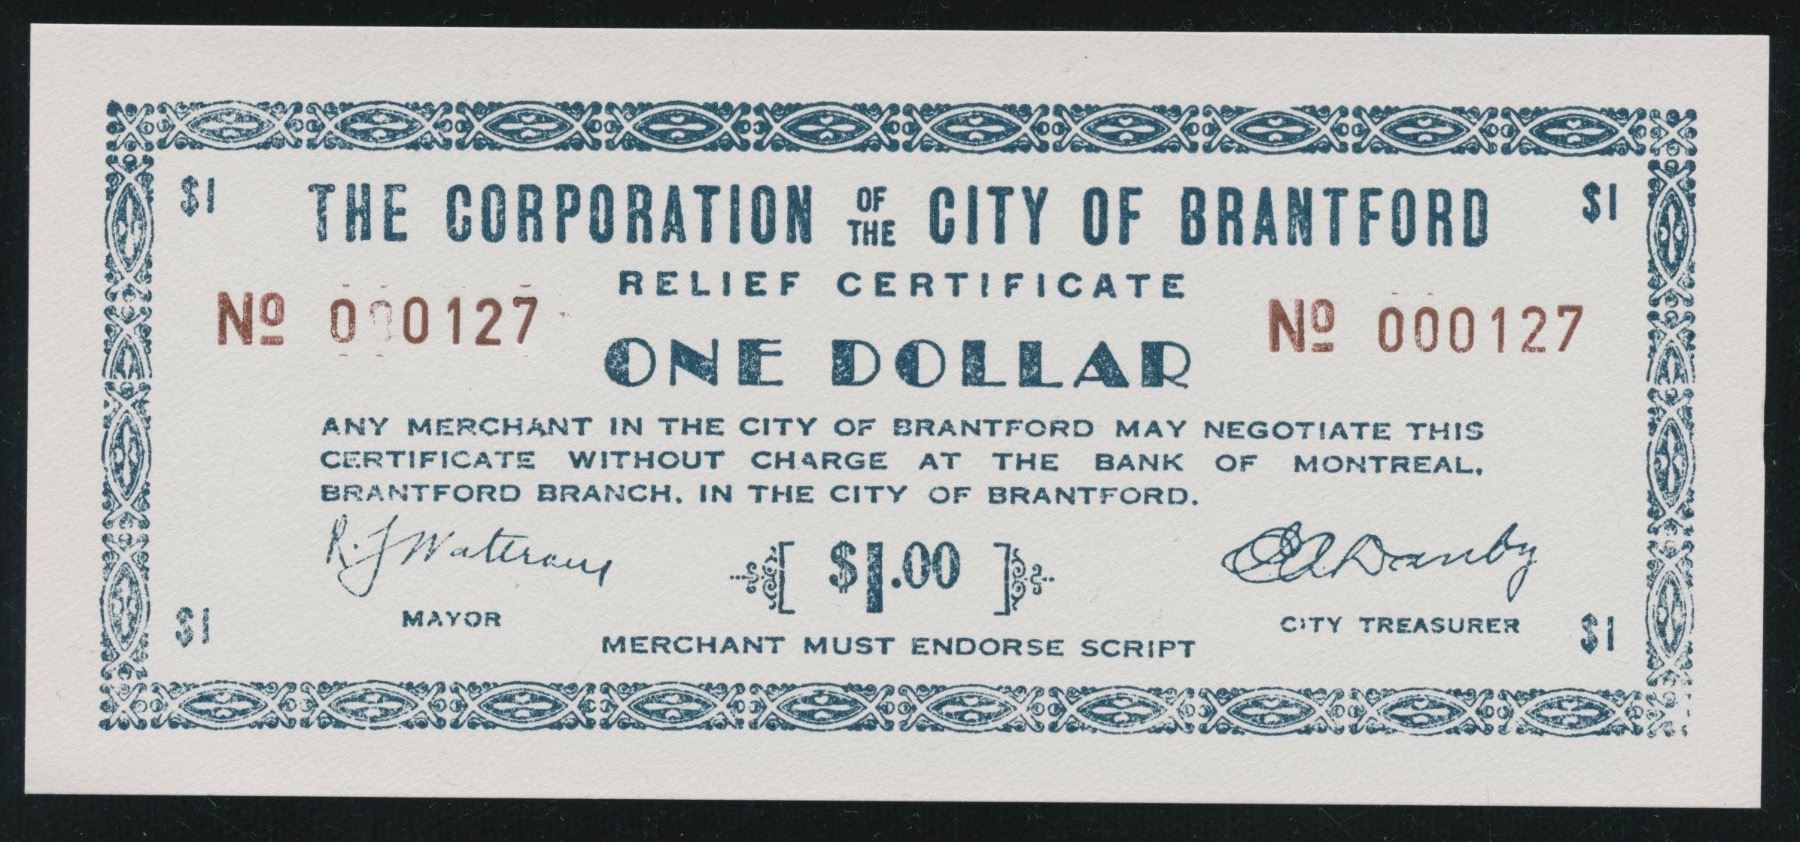 $1 THE CORPORATION OF THE CITY OF BRANTFORD $1
RELIEF CERTIFICATE
No 000127 No 000127
ONE DOLLAR
ANY MERCHANT IN THE CITY OF BRANTFORD MAY NEGOTIATE THIS
CERTIFICATE WITHOUT CHARGE AT THE BANK OF MONTREAL,
BRANTFORD BRANCH, IN THE CITY OF BRANTFORD.
R. J Waterous $1.00 E A Danby
$1 MAYOR CITY TREASURER $1
MERCHANT MUST ENDORSE SCRIPT